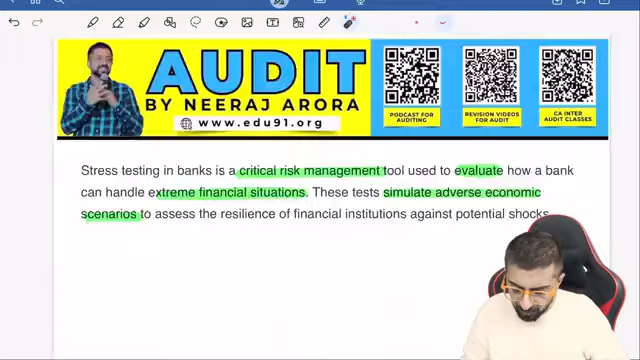 AUDIT
BY NEERAJ ARORA
www.edu91.org
PODCAST FOR
AUDITING
REVISION VIDEOS
FOR AUDIT
CA INTER
AUDIT CLASSES
Stress testing in banks is a critical risk management tool used to evaluate how a bank
can handle extreme financial situations. These tests simulate adverse economic
scenarios to assess the resilience of financial institutions against potential shocks.